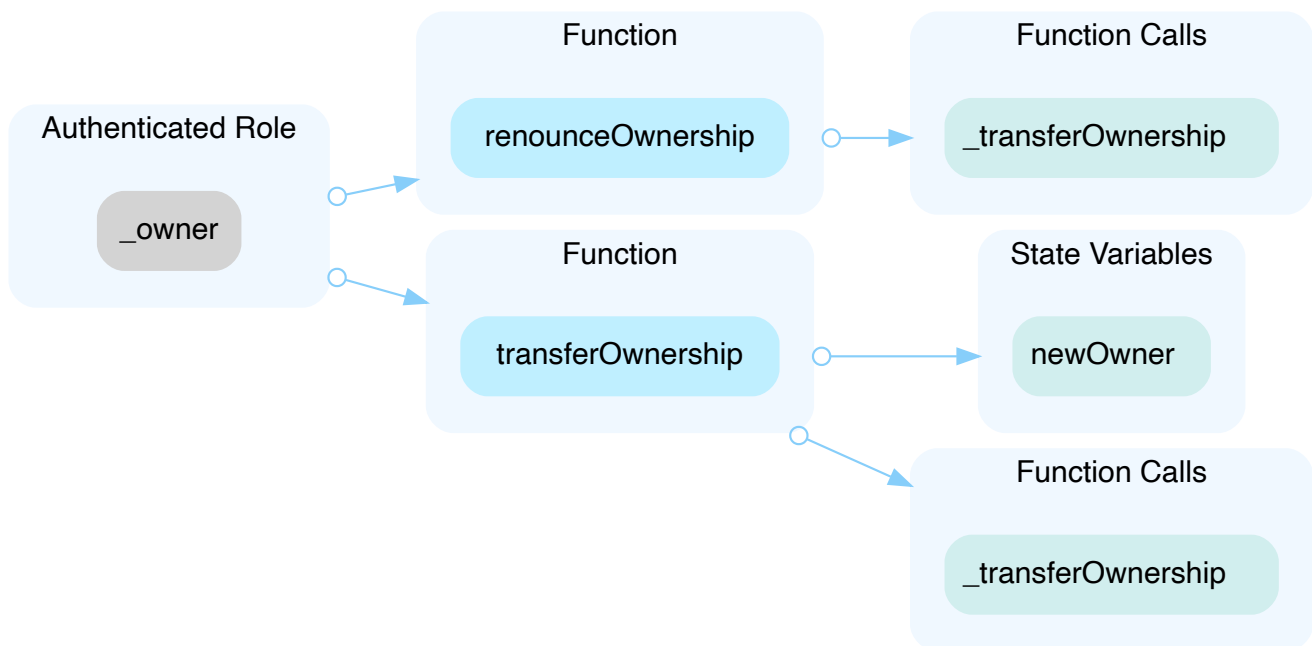 Authenticated Role
_owner
Function
renounceOwnership
Function Calls
_transferOwnership
Function
transferOwnership
State Variables
newOwner
Function Calls
_transferOwnership